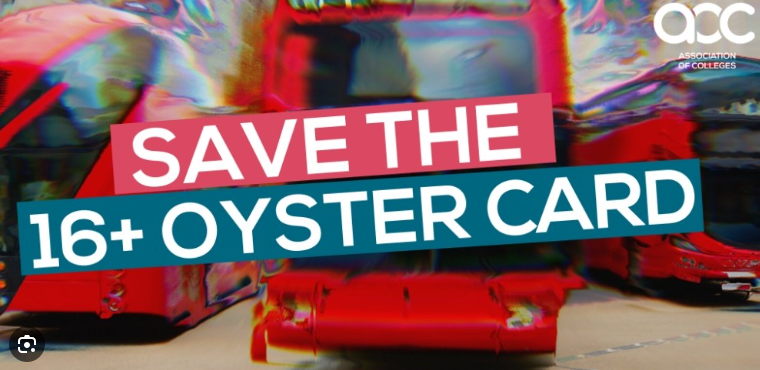 aoc
ASSOCIATION
OF COLLEGES
SAVE THE
16+ OYSTER CARD